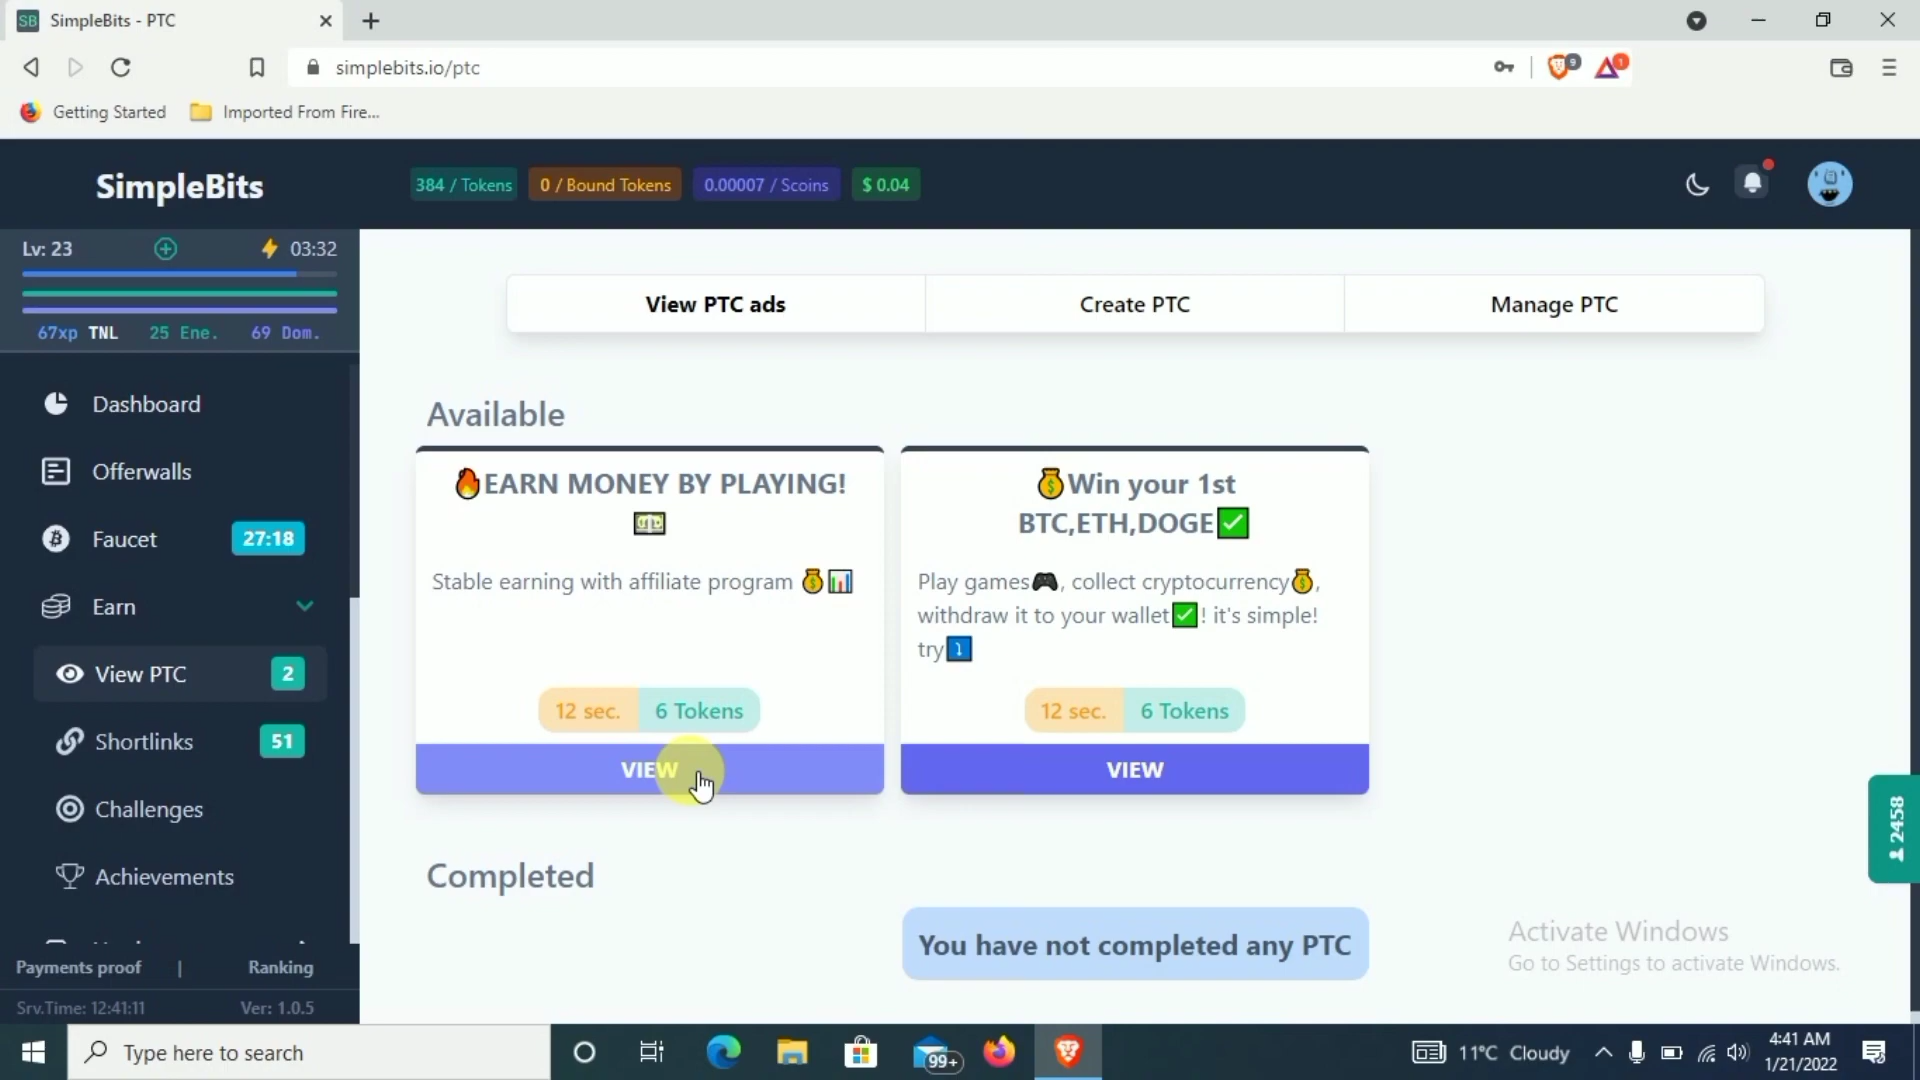 SB SimpleBits - PTC
simplebits.io/ptc
9
1
Getting Started
Imported From Fire...
SimpleBits
384 / Tokens
0 / Bound Tokens
0.00007 / Scoins
$ 0.04
Lv: 23
03:32
67xp TNL
25 Ene.
69 Dom.
Dashboard
Offerwalls
Faucet
27:18
Earn
View PTC
2
Shortlinks
51
Challenges
Achievements
Payments proof | Ranking
Srv.Time: 12:41:11
Ver: 1.0.5
View PTC ads
Create PTC
Manage PTC
Available
EARN MONEY BY PLAYING!
Stable earning with affiliate program
12 sec.
6 Tokens
VIEW
Win your 1st
BTC,ETH,DOGE
Play games, collect cryptocurrency,
withdraw it to your wallet! it's simple!
try
12 sec.
6 Tokens
VIEW
2458
Completed
You have not completed any PTC
Activate Windows
Go to Settings to activate Windows.
Type here to search
99+
11°C Cloudy
4:41 AM
1/21/2022